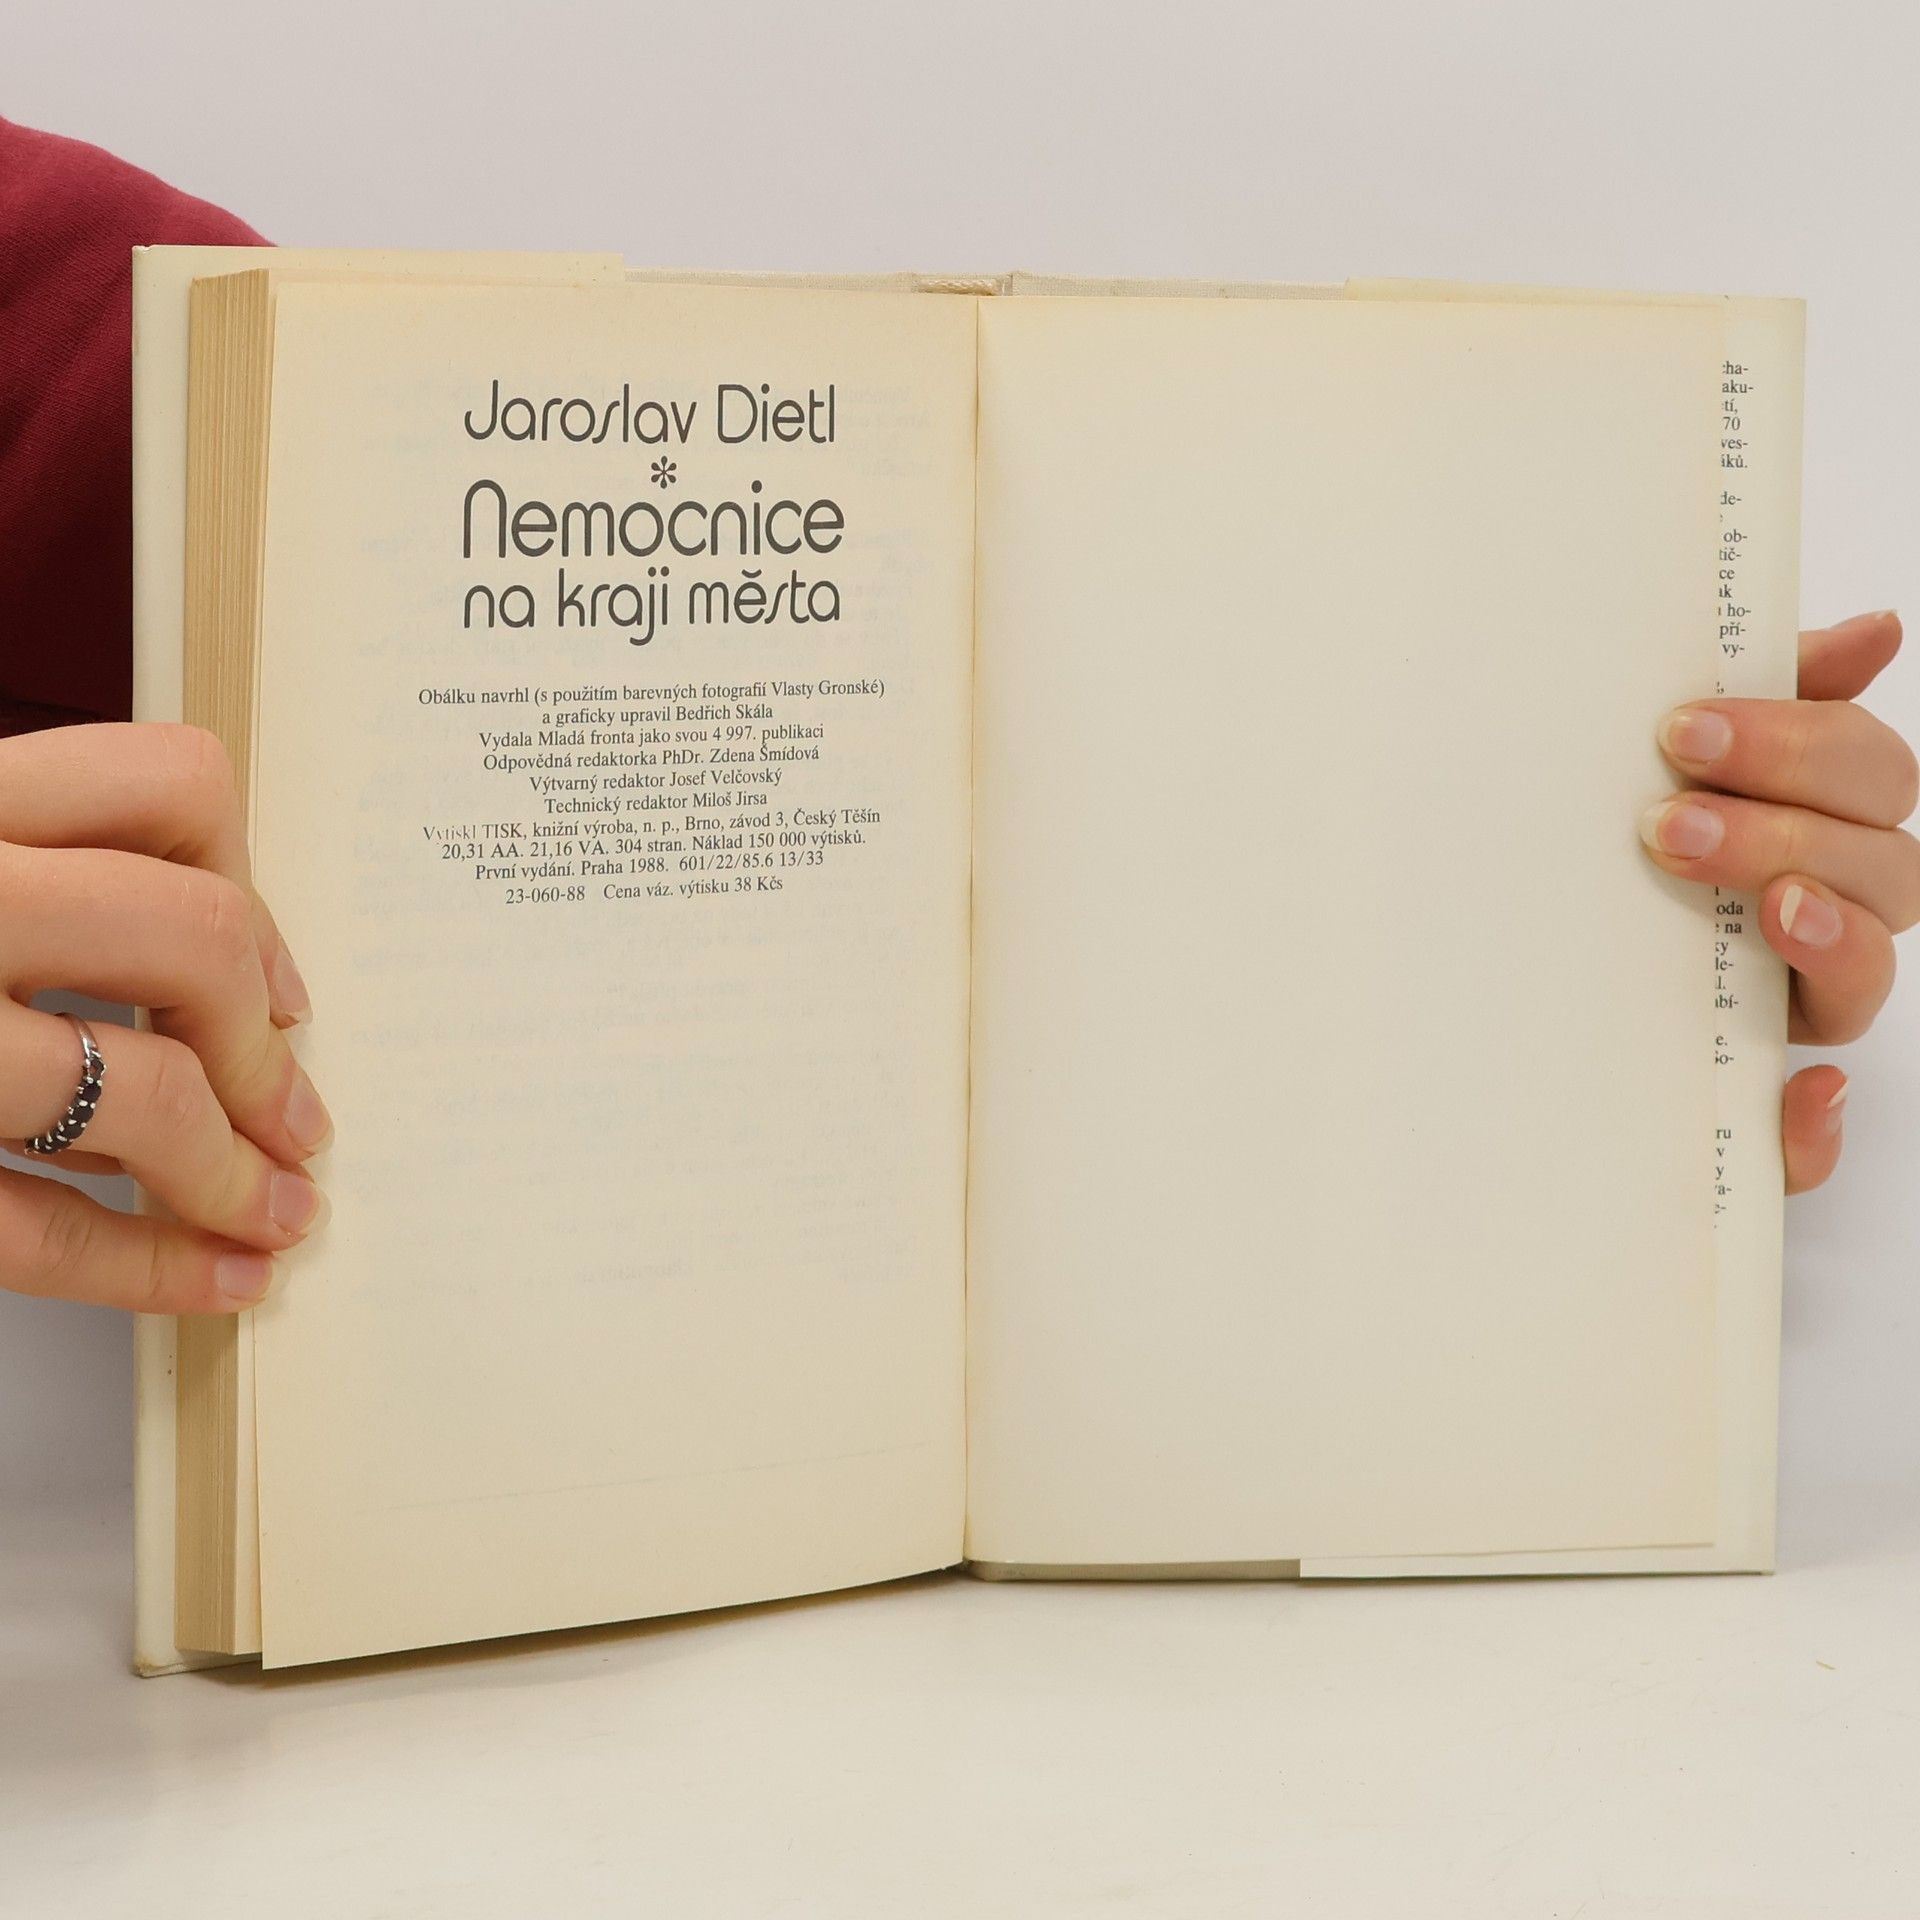 Jaroslav Dietl
*
Nemocnice
na kraji města
Obálku navrhl (s použitím barevných fotografií Vlasty Gronské)
a graficky upravil Bedřich Skála
Vydala Mladá fronta jako svou 4 997. publikaci
Odpovědná redaktorka PhDr. Zdena Šmídová
Výtvarný redaktor Josef Velčovský
Technický redaktor Miloš Jirsa
Vytiskl TISK, knižní výroba, n. p., Brno, závod 3, Český Těšín
20,31 AA. 21,16 VA. 304 stran. Náklad 150 000 výtisků.
První vydání. Praha 1988. 601/22/85.6 13/33
23-060-88 Cena váz. výtisku 38 Kčs